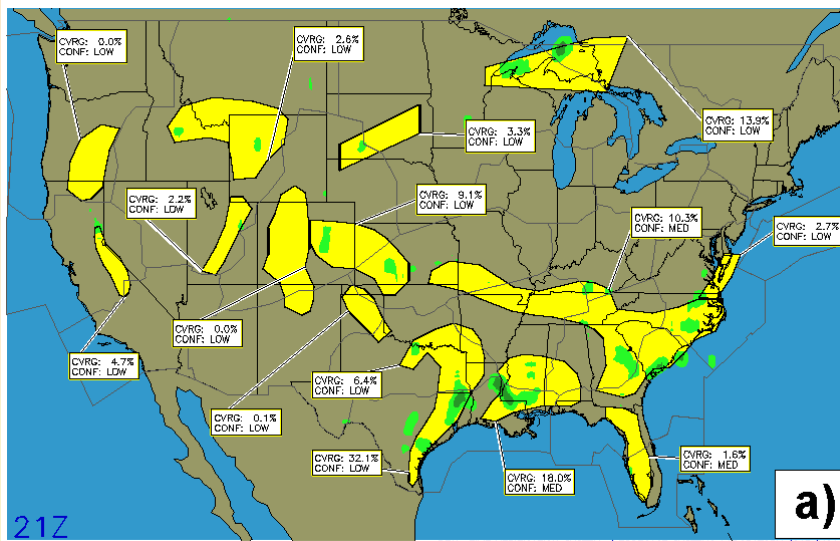 CVRG: 0.0%
CONF: LOW
CVRG: 2.6%
CONF: LOW
CVRG: 13.9%
CONF: LOW
CVRG: 3.3%
CONF: LOW
CVRG: 2.2%
CONF: LOW
CVRG: 9.1%
CONF: LOW
CVRG: 10.3%
CONF: MED
CVRG: 2.7%
CONF: LOW
CVRG: 0.0%
CONF: LOW
CVRG: 4.7%
CONF: LOW
CVRG: 6.4%
CONF: LOW
CVRG: 0.1%
CONF: LOW
CVRG: 32.1%
CONF: LOW
CVRG: 18.0%
CONF: MED
CVRG: 1.6%
CONF: MED
21Z
a)